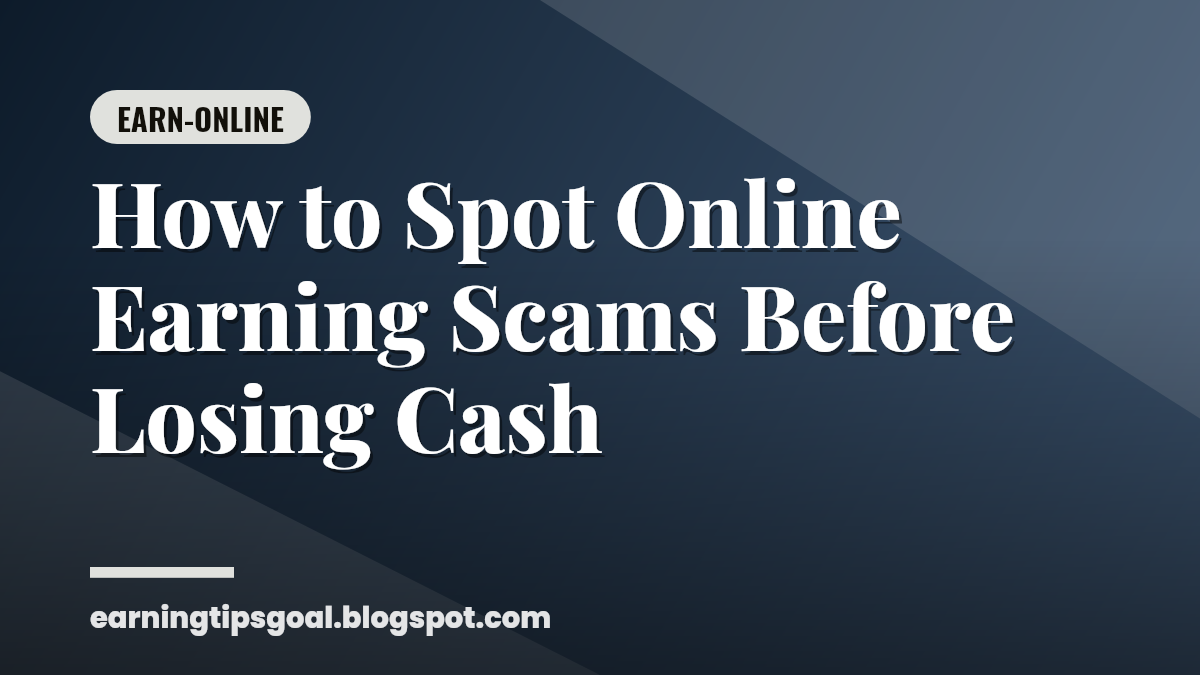 EARN-ONLINE
How to Spot Online
Earning Scams Before
Losing Cash
earningtipsgoal.blogspot.com